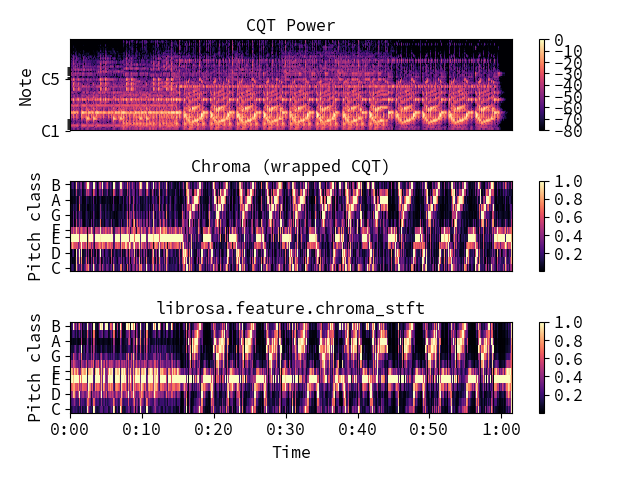 CQT Power
Note
C5
C1
0
−10
−20
−30
−40
−50
−60
−70
−80
Chroma (wrapped CQT)
Pitch class
B
A
G
F
E
D
C
1.0
0.8
0.6
0.4
0.2
librosa.feature.chroma_stft
Pitch class
B
A
G
F
E
D
C
1.0
0.8
0.6
0.4
0.2
0:00 0:10 0:20 0:30 0:40 0:50 1:00
Time